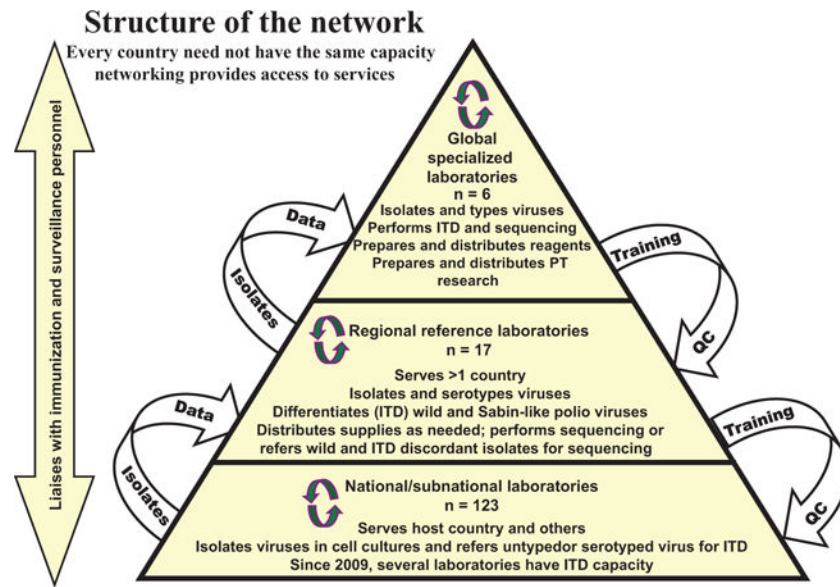 Structure of the network
Every country need not have the same capacity
networking provides access to services
Liaises with immunization and surveillance personnel
Global
specialized
laboratories
n = 6
Isolates and types viruses
Performs ITD and sequencing
Prepares and distributes reagents
Prepares and distributes PT
research
Data
Isolates
Training
QC
Regional reference laboratories
n = 17
Serves >1 country
Isolates and serotypes viruses
Differentiates (ITD) wild and Sabin-like polio viruses
Distributes supplies as needed; performs sequencing or
refers wild and ITD discordant isolates for sequencing
Data
Isolates
Training
QC
National/subnational laboratories
n = 123
Serves host country and others
Isolates viruses in cell cultures and refers untypedor serotyped virus for ITD
Since 2009, several laboratories have ITD capacity